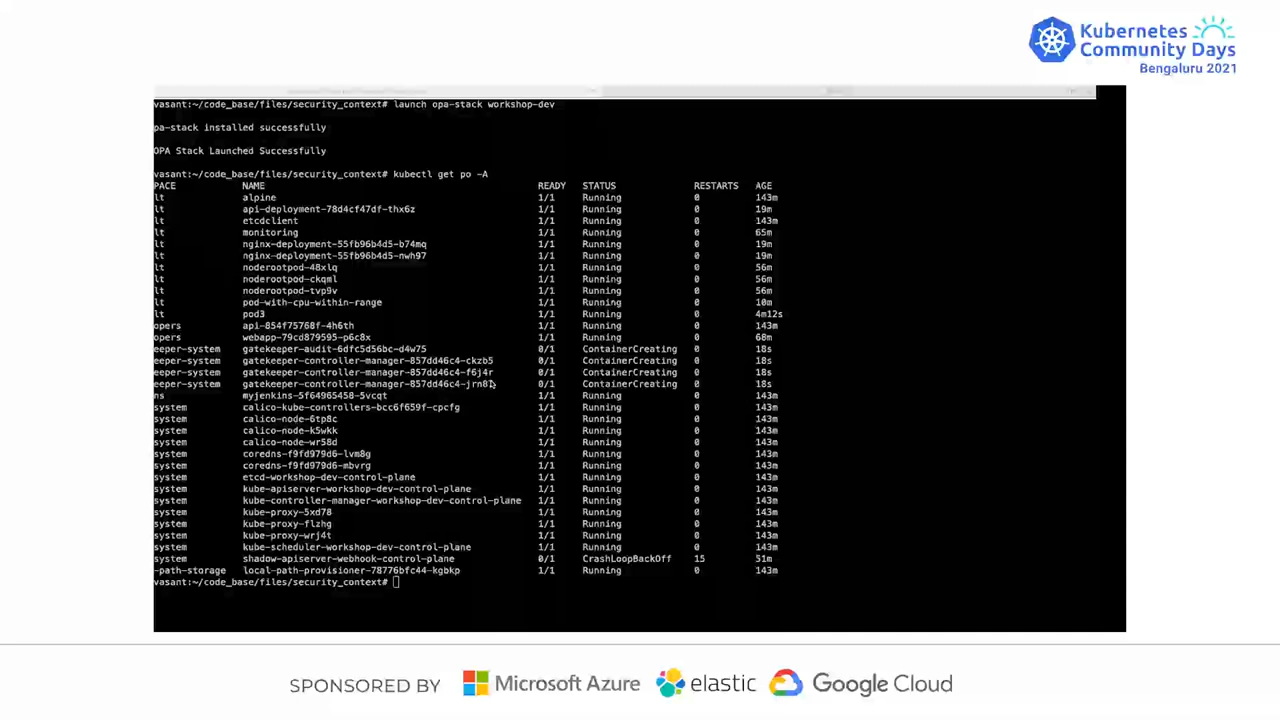 Kubernetes
Community Days
Bengaluru 2021
vasant:~/code_base/files/security_context# launch opa-stack workshop-dev
pa-stack installed successfully
OPA Stack Launched Successfully
vasant:~/code_base/files/security_context# kubectl get po -A
PACE NAME READY STATUS RESTARTS AGE
lt alpine 1/1 Running 0 143m
lt api-deployment-78d4cf47df-thx6z 1/1 Running 0 19m
lt etcdclient 1/1 Running 0 143m
lt monitoring 1/1 Running 0 65m
lt nginx-deployment-55fb96b4d5-b74mq 1/1 Running 0 19m
lt nginx-deployment-55fb96b4d5-nwh97 1/1 Running 0 19m
lt noderootpod-48xlq 1/1 Running 0 56m
lt noderootpod-ckqml 1/1 Running 0 56m
lt noderootpod-tvp9v 1/1 Running 0 56m
lt pod-with-cpu-within-range 1/1 Running 0 10m
lt pod3 1/1 Running 0 4m12s
opers api-854f75768f-4h6th 1/1 Running 0 143m
opers webapp-79cd879595-p6c8x 1/1 Running 0 68m
eeper-system gatekeeper-audit-6dfc5d56bc-d4w75 0/1 ContainerCreating 0 18s
eeper-system gatekeeper-controller-manager-857dd46c4-ckzb5 0/1 ContainerCreating 0 18s
eeper-system gatekeeper-controller-manager-857dd46c4-f6j4r 0/1 ContainerCreating 0 18s
eeper-system 0/1 ContainerCreating 0 18s
ns myjenkins-5f64965458-5vcqt 1/1 Running 0 143m
system calico-kube-controllers-bcc6f659f-cpcfg 1/1 Running 0 143m
system calico-node-6tp8c 1/1 Running 0 143m
system calico-node-k5wkk 1/1 Running 0 143m
system calico-node-wr58d 1/1 Running 0 143m
system coredns-f9fd979d6-lvm8g 1/1 Running 0 143m
system coredns-f9fd979d6-mbvrg 1/1 Running 0 143m
system etcd-workshop-dev-control-plane 1/1 Running 0 143m
system kube-apiserver-workshop-dev-control-plane 1/1 Running 0 143m
system kube-controller-manager-workshop-dev-control-plane 1/1 Running 0 143m
system kube-proxy-5xd78 1/1 Running 0 143m
system kube-proxy-flzhg 1/1 Running 0 143m
system kube-proxy-wrj4t 1/1 Running 0 143m
system kube-scheduler-workshop-dev-control-plane 1/1 Running 0 143m
system shadow-apiserver-webhook-control-plane 0/1 CrashLoopBackOff 15 51m
-path-storage local-path-provisioner-78776bfc44-kgbkp 1/1 Running 0 143m
vasant:~/code_base/files/security_context#
SPONSORED BY Microsoft Azure elastic Google Cloud